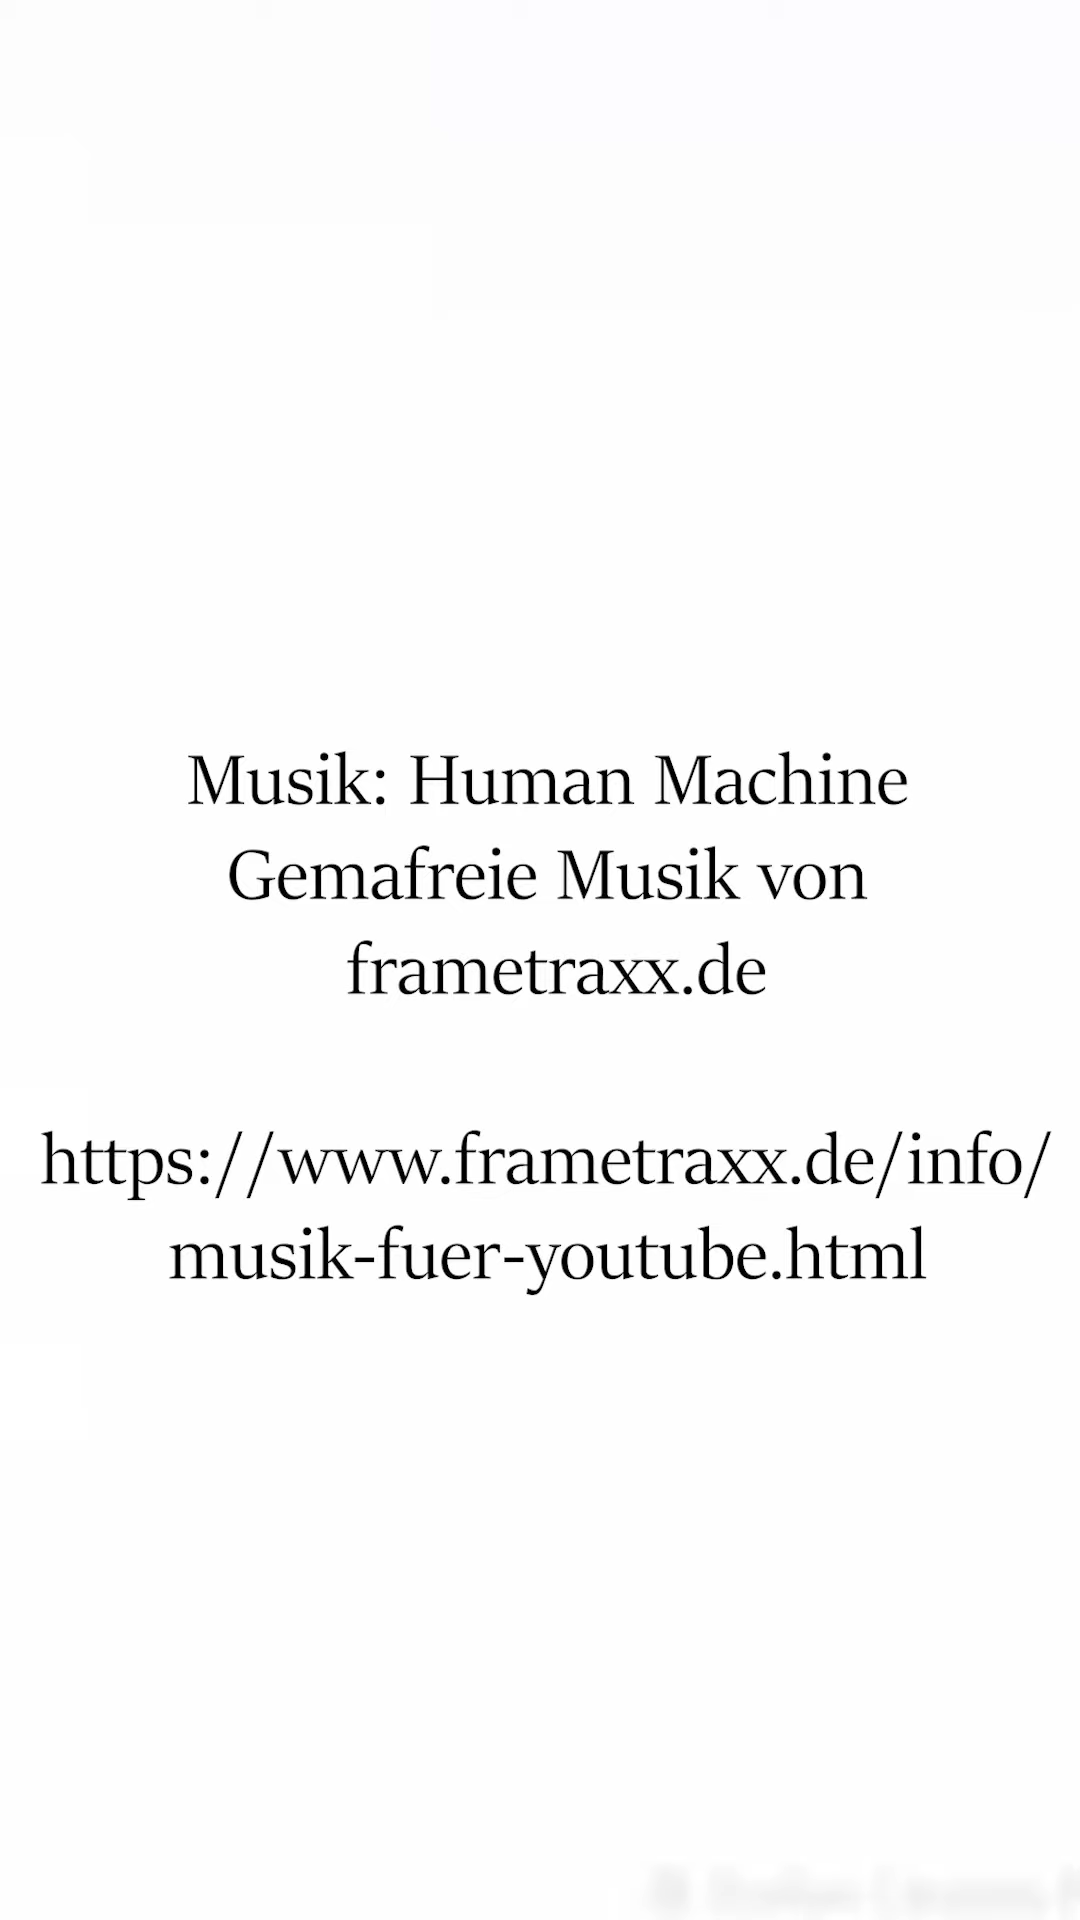 Musik: Human Machine
Gemafreie Musik von
frametraxx.de
https://www.frametraxx.de/info/
musik-fuer-youtube.html